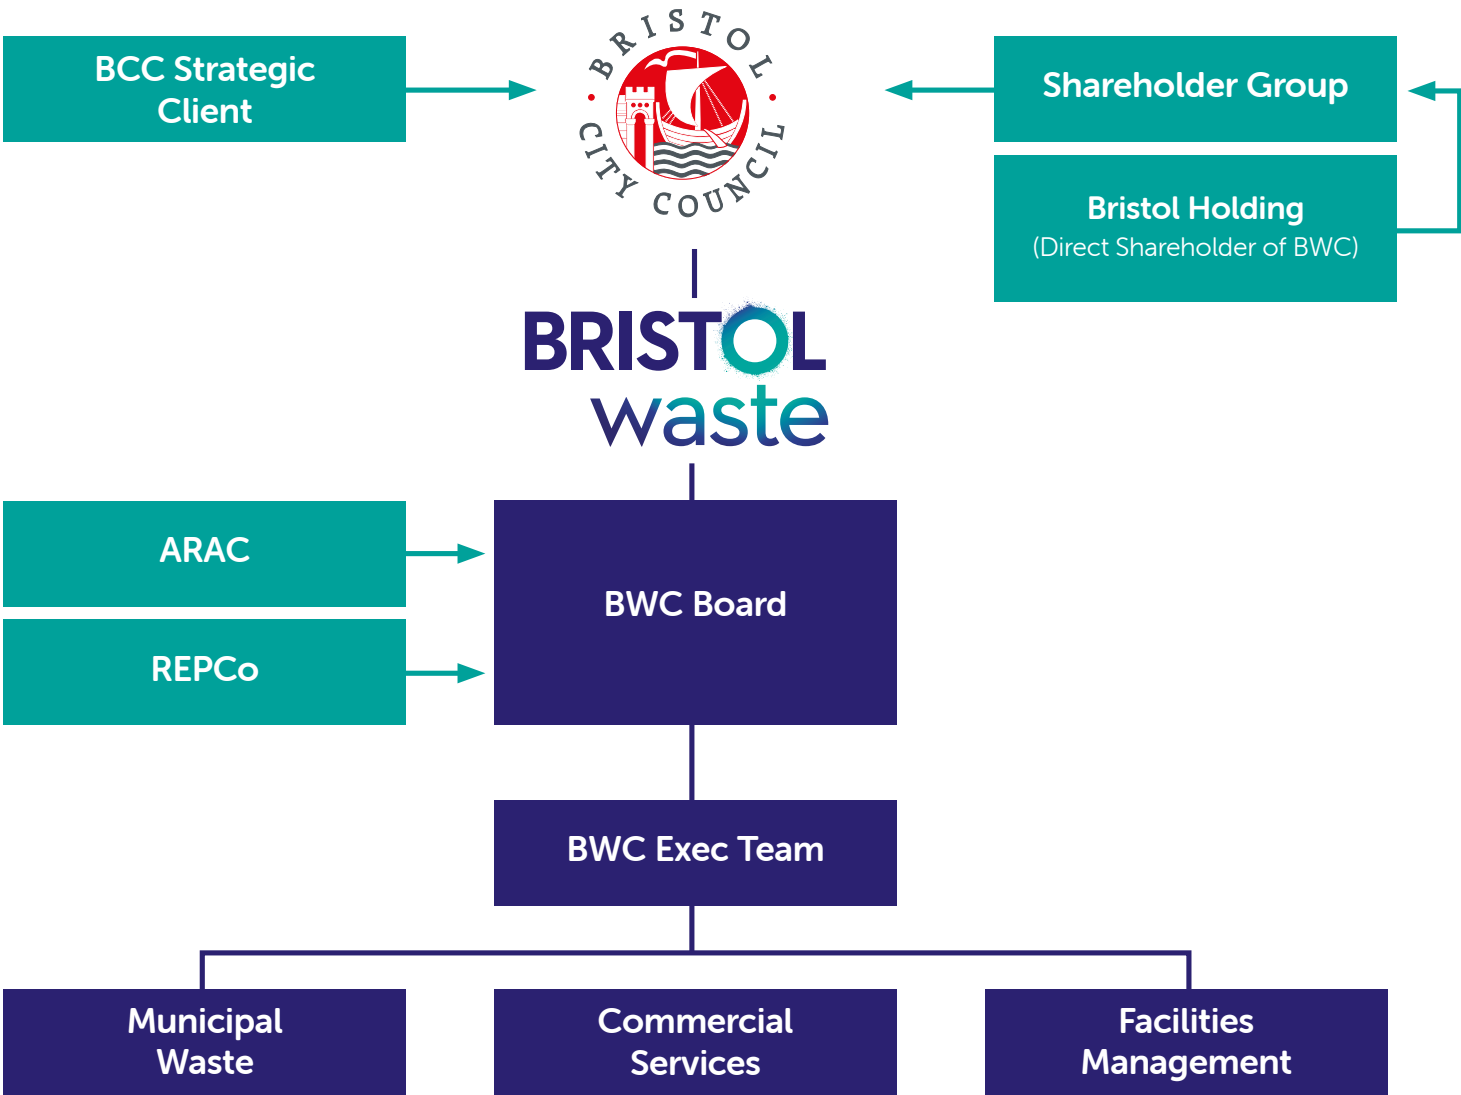 BCC Strategic
Client
BRISTOL
CITY COUNCIL
Shareholder Group
Bristol Holding
(Direct Shareholder of BWC)
BRISTOL
waste
ARAC
REPCo
BWC Board
BWC Exec Team
Municipal
Waste
Commercial
Services
Facilities
Management